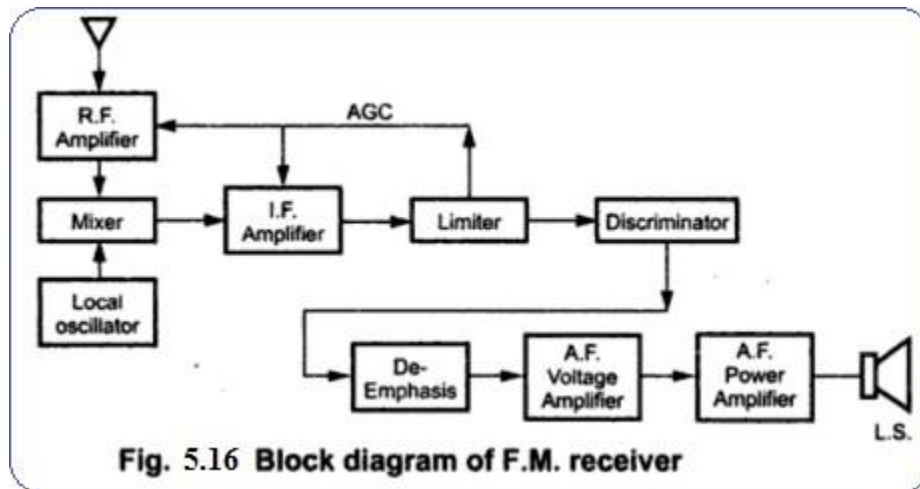 R.F.
Amplifier
AGC
Mixer
I.F.
Amplifier
Limiter
Discriminator
Local
oscillator
De-
Emphasis
A.F.
Voltage
Amplifier
A.F.
Power
Amplifier
L.S.
Fig. 5.16 Block diagram of F.M. receiver